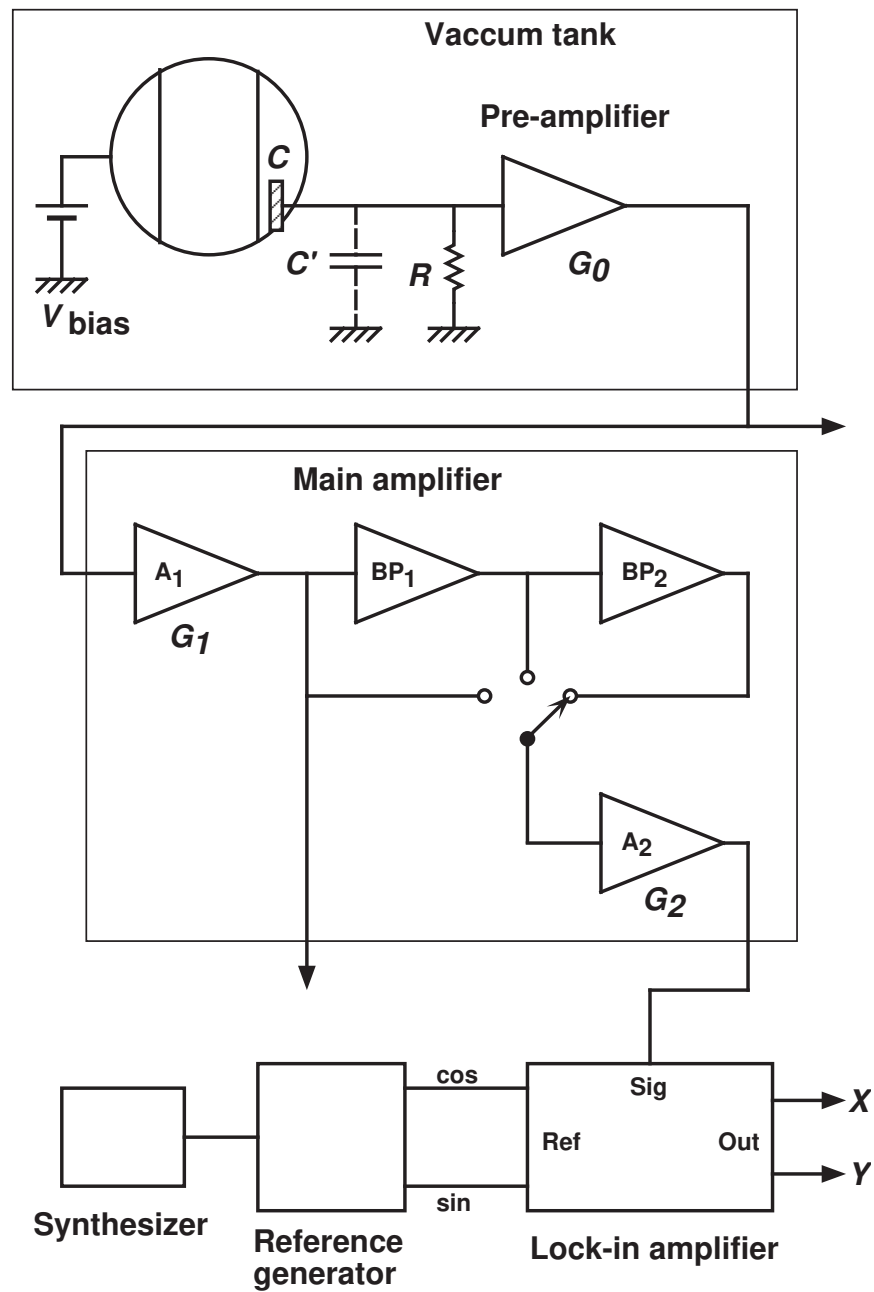 Vaccum tank
Pre-amplifier
C
C'
R
G0
V bias
Main amplifier
A1
BP1
BP2
G1
A2
G2
cos
Sig
X
Ref
Out
Y
sin
Synthesizer
Reference
generator
Lock-in amplifier